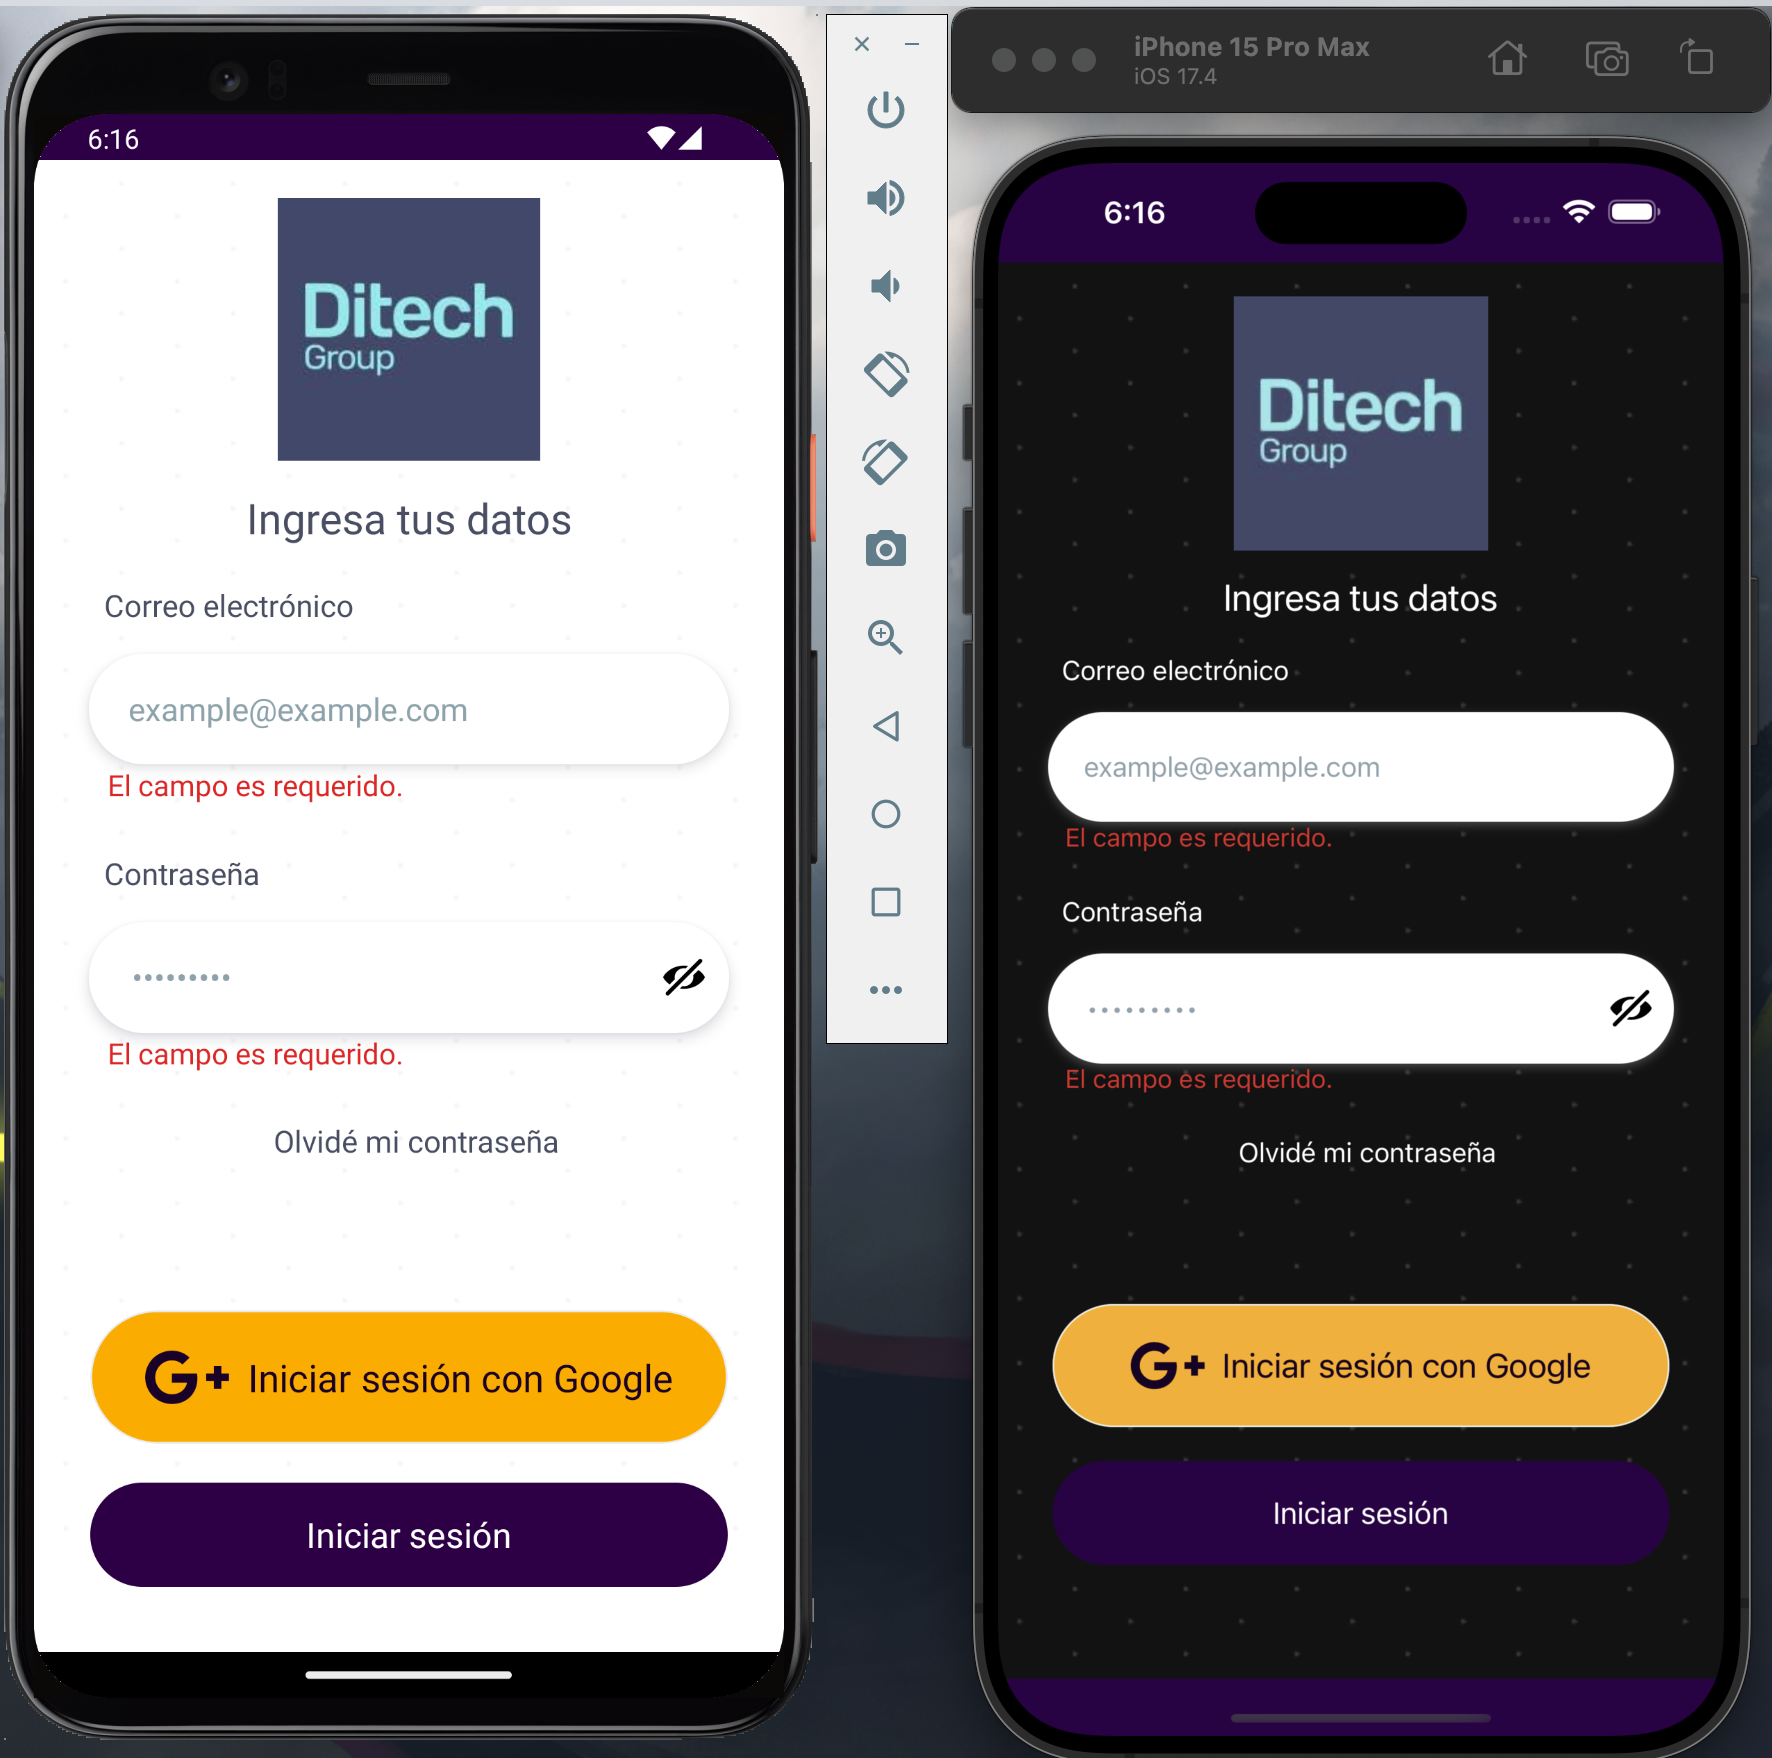 6:16
Ditech
Group
Ingresa tus datos
Correo electrónico
example@example.com
El campo es requerido.
Contraseña
•••••••••
El campo es requerido.
Olvidé mi contraseña
G+ Iniciar sesión con Google
Iniciar sesión
iPhone 15 Pro Max
iOS 17.4
6:16
Ditech
Group
Ingresa tus datos
Correo electrónico
example@example.com
El campo es requerido.
Contraseña
•••••••••
El campo es requerido.
Olvidé mi contraseña
G+ Iniciar sesión con Google
Iniciar sesión